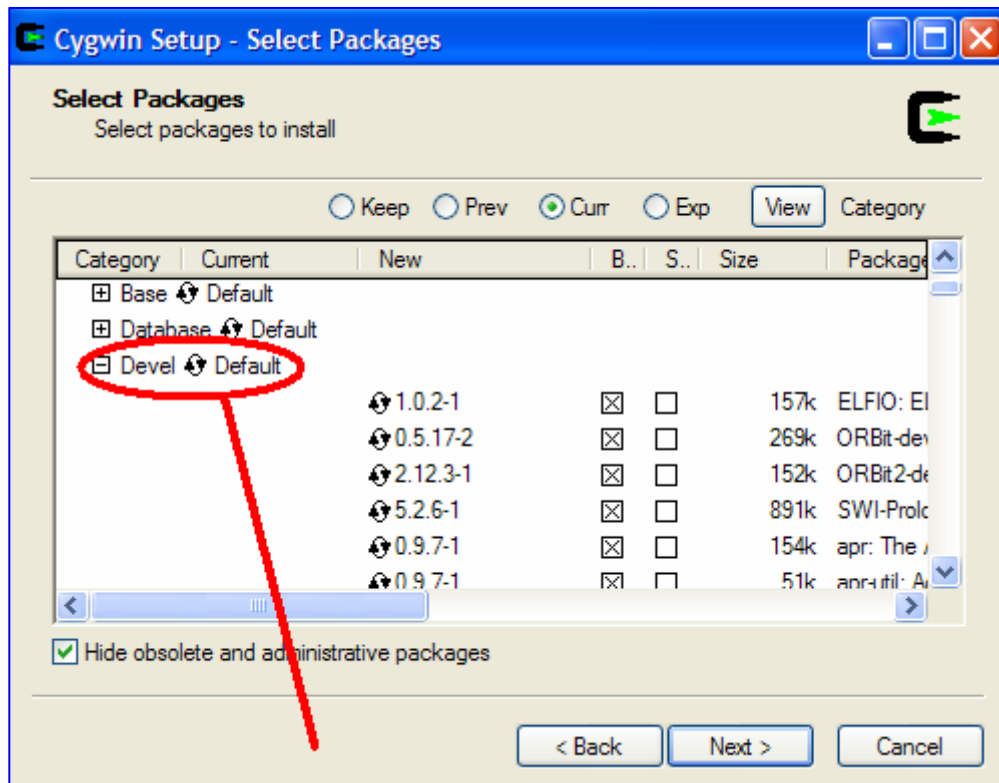 Cygwin Setup - Select Packages
Select Packages
Select packages to install
Keep Prev Curr Exp View Category
Category Current New B.. S.. Size Package
Base Default
Database Default
Devel Default
1.0.2-1 157k ELFIO: El
0.5.17-2 269k ORBit-dev
2.12.3-1 152k ORBit2-de
5.2.6-1 891k SWI-Prolo
0.9.7-1 154k apr: The
0.9.7-1 51k apr-util: A
Hide obsolete and administrative packages
< Back Next > Cancel